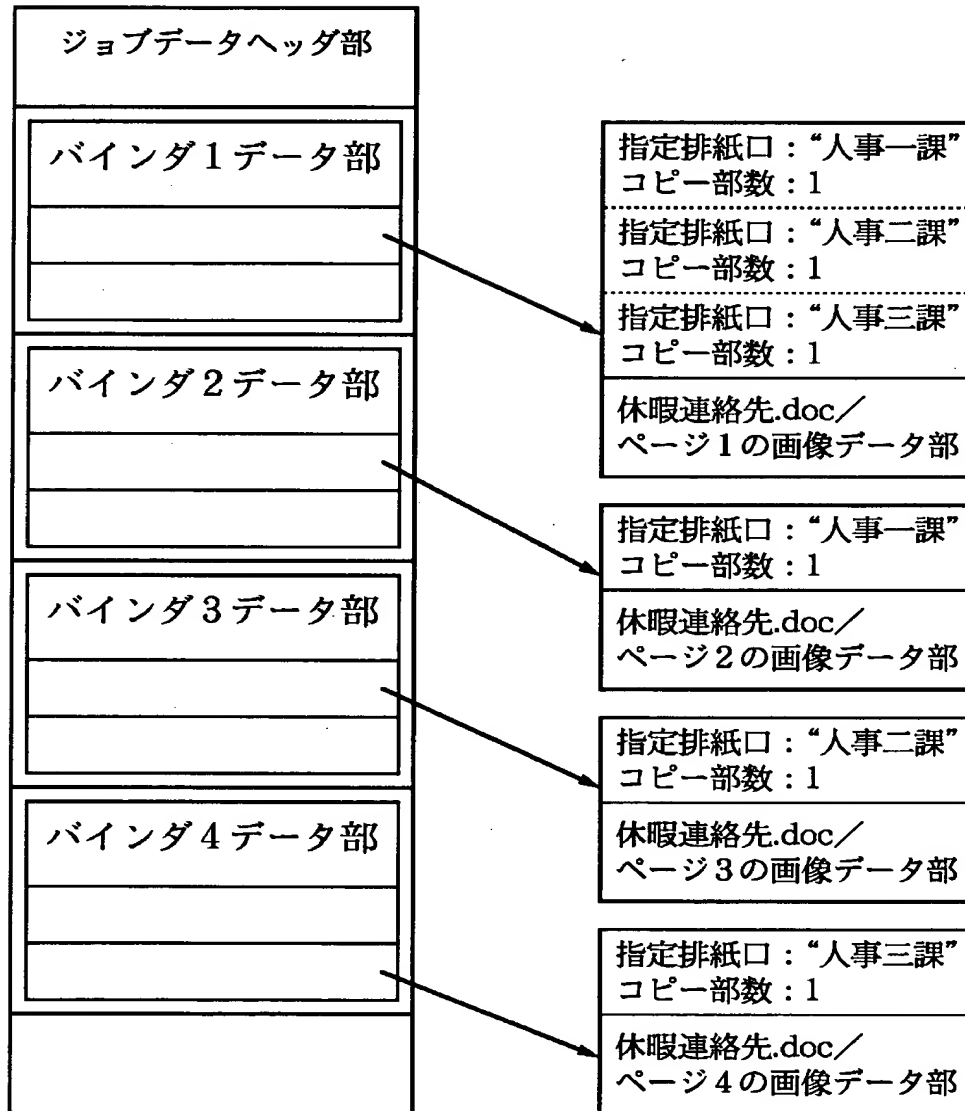 ジョブデータヘッダ部
バインダ1データ部
バインダ2データ部
バインダ3データ部
バインダ4データ部
指定排紙口：“人事一課”
コピー部数：1
指定排紙口：“人事二課”
コピー部数：1
指定排紙口：“人事三課”
コピー部数：1
休暇連絡先.doc／
ページ1の画像データ部
指定排紙口：“人事一課”
コピー部数：1
休暇連絡先.doc／
ページ2の画像データ部
指定排紙口：“人事二課”
コピー部数：1
休暇連絡先.doc／
ページ3の画像データ部
指定排紙口：“人事三課”
コピー部数：1
休暇連絡先.doc／
ページ4の画像データ部